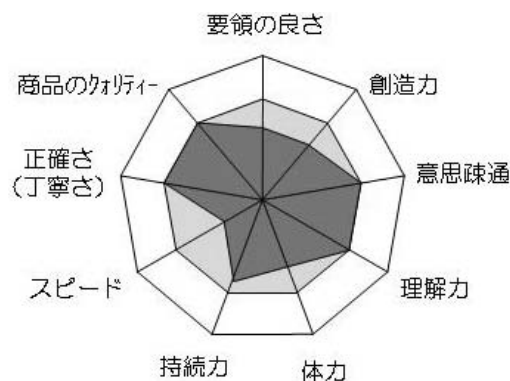 要領の良さ
創造力
意思疎通
理解力
体力
持続力
スピード
正確さ
(丁寧さ)
商品のｸｫﾘﾃｨｰ